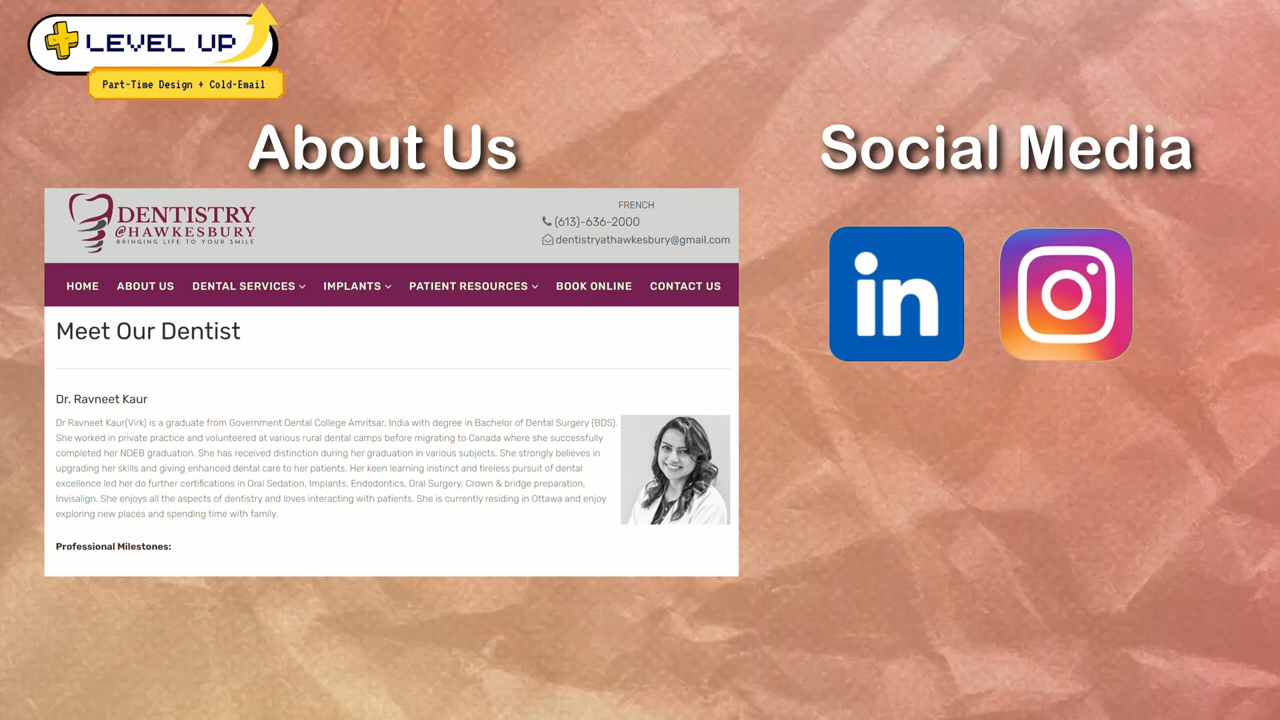 LEVEL UP
Part-Time Design + Cold-Email
About Us
Social Media
DENTISTRY
@HAWKESBURY
BRINGING LIFE TO YOUR SMILE
FRENCH
(613)-636-2000
dentistryathawkesbury@gmail.com
HOME ABOUT US DENTAL SERVICES IMPLANTS PATIENT RESOURCES BOOK ONLINE CONTACT US
in
Meet Our Dentist
Dr. Ravneet Kaur
Dr Ravneet Kaur(Virk) is a graduate from Government Dental College Amritsar, India with degree in Bachelor of Dental Surgery (BDS).
She worked in private practice and volunteered at various rural dental camps before migrating to Canada where she successfully
completed her NDEB graduation. She has received distinction during her graduation in various subjects. She strongly believes in
upgrading her skills and giving enhanced dental care to her patients. Her keen learning instinct and tireless pursuit of dental
excellence led her do further certifications in Oral Sedation, Implants, Endodontics, Oral Surgery, Crown & bridge preparation,
Invisalign. She enjoys all the aspects of dentistry and loves interacting with patients. She is currently residing in Ottawa and enjoy
exploring new places and spending time with family.
Professional Milestones: